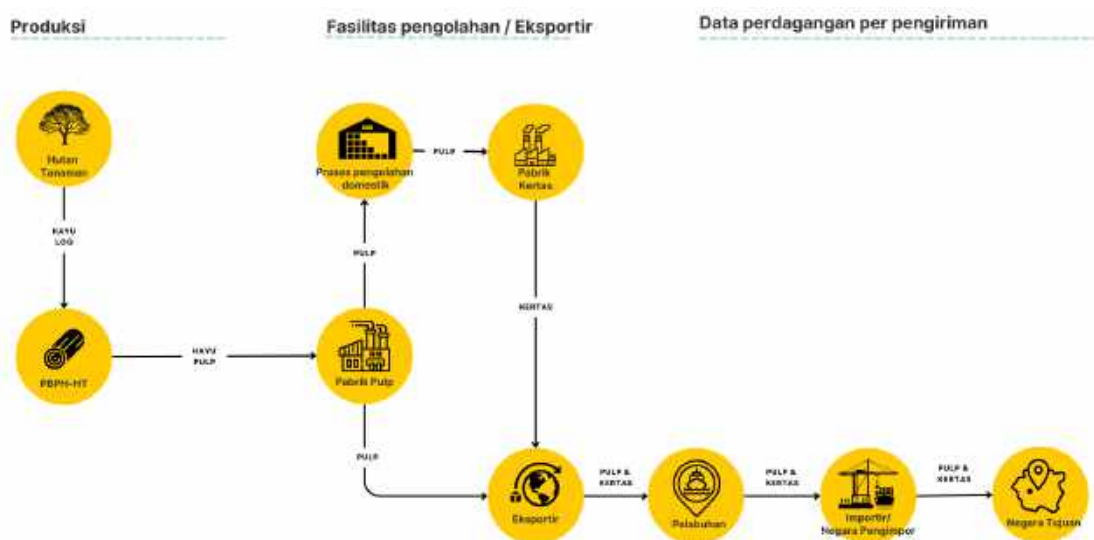 Produksi
Fasilitas pengolahan / Eksportir
Data perdagangan per pengiriman
Hutan
Tanaman
KAYU
LOG
PBPH-HT
KAYU
PULP
Pabrik Pulp
PULP
Proses pengolahan
domestik
PULP
Pabrik
Kertas
KERTAS
PULP
Eksportir
PULP &
KERTAS
Pelabuhan
PULP &
KERTAS
Importir/
Negara Pengimpor
PULP &
KERTAS
Negara Tujuan